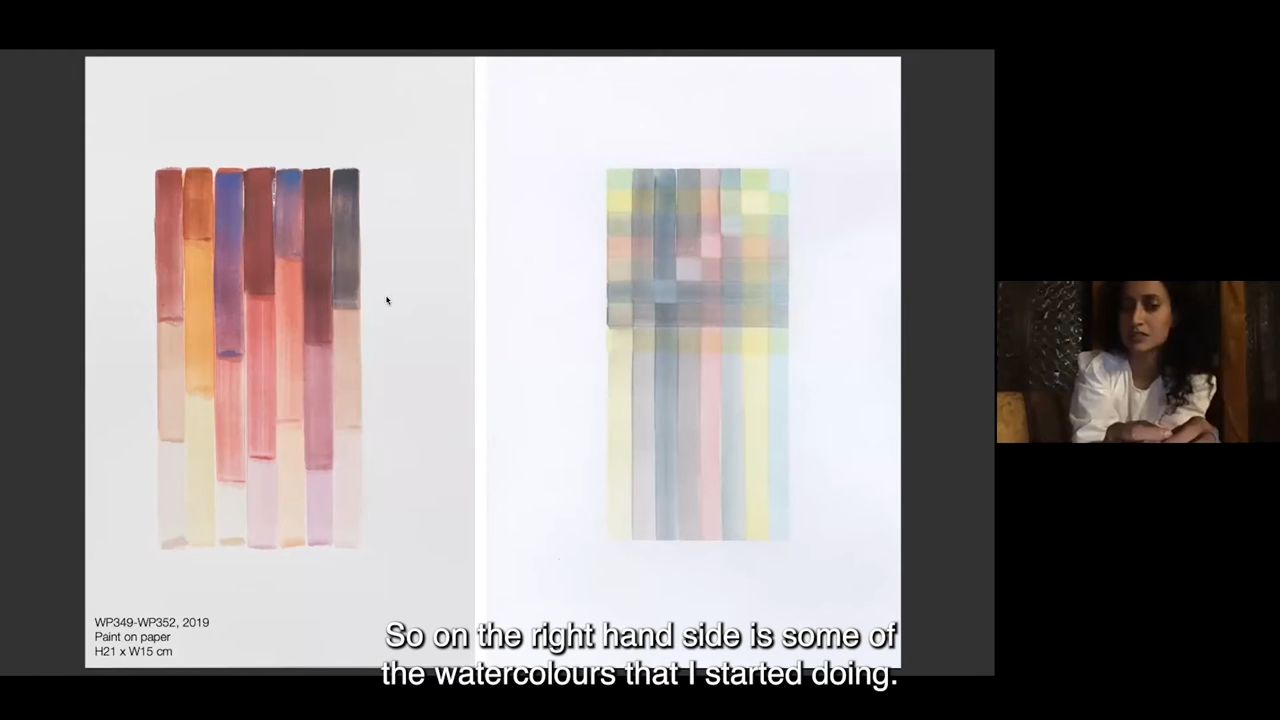 WP349-WP352, 2019
Paint on paper
H21 x W15 cm
So on the right hand side is some of
the watercolours that I started doing.